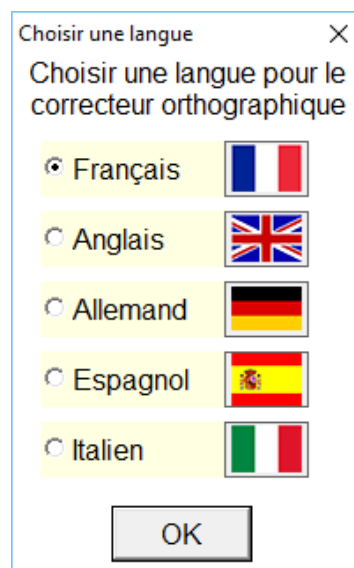 Choisir une langue
Choisir une langue pour le
correcteur orthographique
Français
Anglais
Allemand
Espagnol
Italien
OK